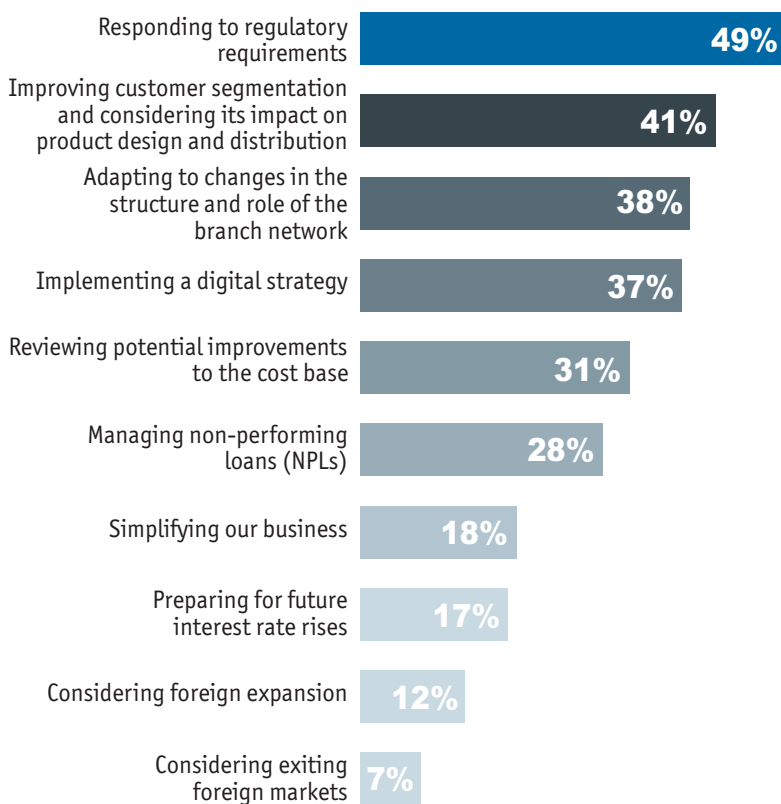 Responding to regulatory
requirements
49%
Improving customer segmentation
and considering its impact on
product design and distribution
41%
Adapting to changes in the
structure and role of the
branch network
38%
Implementing a digital strategy
37%
Reviewing potential improvements
to the cost base
31%
Managing non-performing
loans (NPLs)
28%
Simplifying our business
18%
Preparing for future
interest rate rises
17%
Considering foreign expansion
12%
Considering exiting
foreign markets
7%